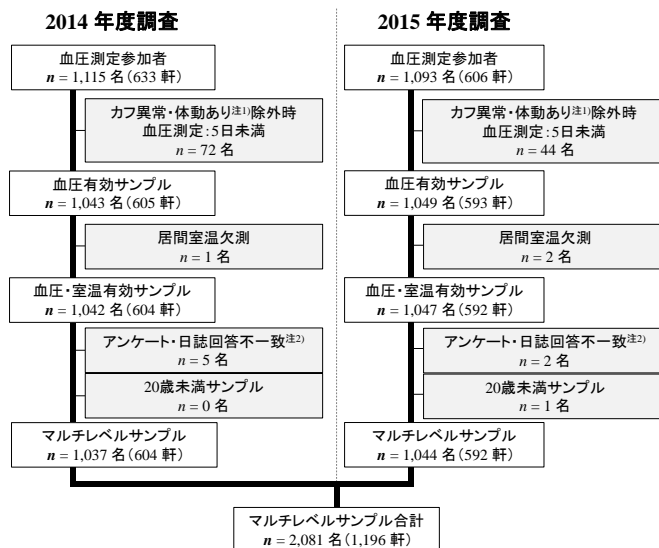 2014 年度調査
血圧測定参加者
n = 1,115 名(633 軒)
カフ異常・体動あり注1)除外時
血圧測定:5日未満
n = 72 名
血圧有効サンプル
n = 1,043 名(605 軒)
居間室温欠測
n = 1 名
血圧・室温有効サンプル
n = 1,042 名(604 軒)
アンケート・日誌回答不一致注2)
n = 5 名
20歳未満サンプル
n = 0 名
マルチレベルサンプル
n = 1,037 名(604 軒)
2015 年度調査
血圧測定参加者
n = 1,093 名(606 軒)
カフ異常・体動あり注1)除外時
血圧測定:5日未満
n = 44 名
血圧有効サンプル
n = 1,049 名(593 軒)
居間室温欠測
n = 2 名
血圧・室温有効サンプル
n = 1,047 名(592 軒)
アンケート・日誌回答不一致注2)
n = 2 名
20歳未満サンプル
n = 1 名
マルチレベルサンプル
n = 1,044 名(592 軒)
マルチレベルサンプル合計
n = 2,081 名(1,196 軒)